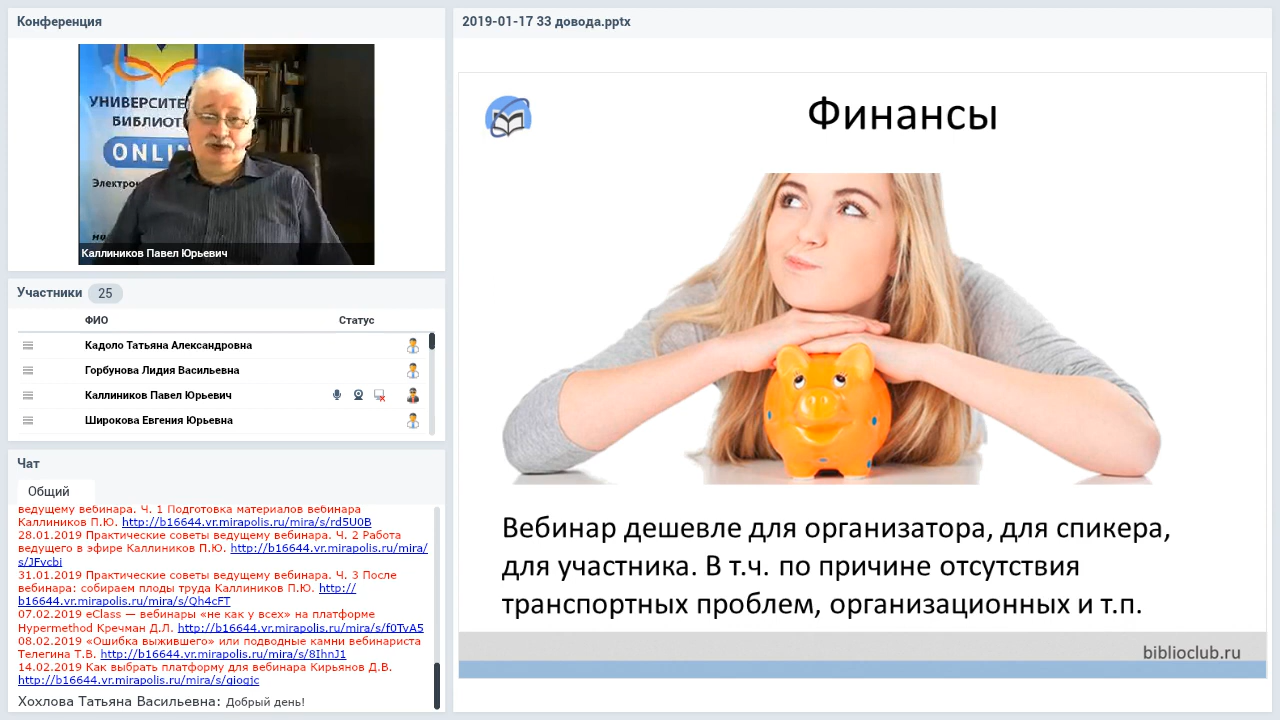 Конференция
УНИВЕРСИТЕ
БИБЛИОТ
ONLIN
Электрон
Каллиников Павел Юрьевич
Участники 25
ФИО Статус
Кадоло Татьяна Александровна
Горбунова Лидия Васильевна
Каллиников Павел Юрьевич
Широкова Евгения Юрьевна
Чат
Общий
ведущему вебинара. Ч. 1 Подготовка материалов вебинара
Каллиников П.Ю. http://b16644.vr.mirapolis.ru/mira/s/rd5U0B
28.01.2019 Практические советы ведущему вебинара. Ч. 2 Работа
ведущего в эфире Каллиников П.Ю. http://b16644.vr.mirapolis.ru/mira/
s/JFvcbi
31.01.2019 Практические советы ведущему вебинара. Ч. 3 После
вебинара: собираем плоды труда Каллиников П.Ю. http://
b16644.vr.mirapolis.ru/mira/s/Qh4cFT
07.02.2019 eClass — вебинары «не как у всех» на платформе
Hypermethod Кречман Д.Л. http://b16644.vr.mirapolis.ru/mira/s/f0TvA5
08.02.2019 «Ошибка выжившего» или подводные камни вебинариста
Телегина Т.В. http://b16644.vr.mirapolis.ru/mira/s/8IhnJ1
14.02.2019 Как выбрать платформу для вебинара Кирьянов Д.В.
http://b16644.vr.mirapolis.ru/mira/s/giogjc
Хохлова Татьяна Васильевна: Добрый день!
2019-01-17 33 довода.pptx
Финансы
Вебинар дешевле для организатора, для спикера,
для участника. В т.ч. по причине отсутствия
транспортных проблем, организационных и т.п.
biblioclub.ru